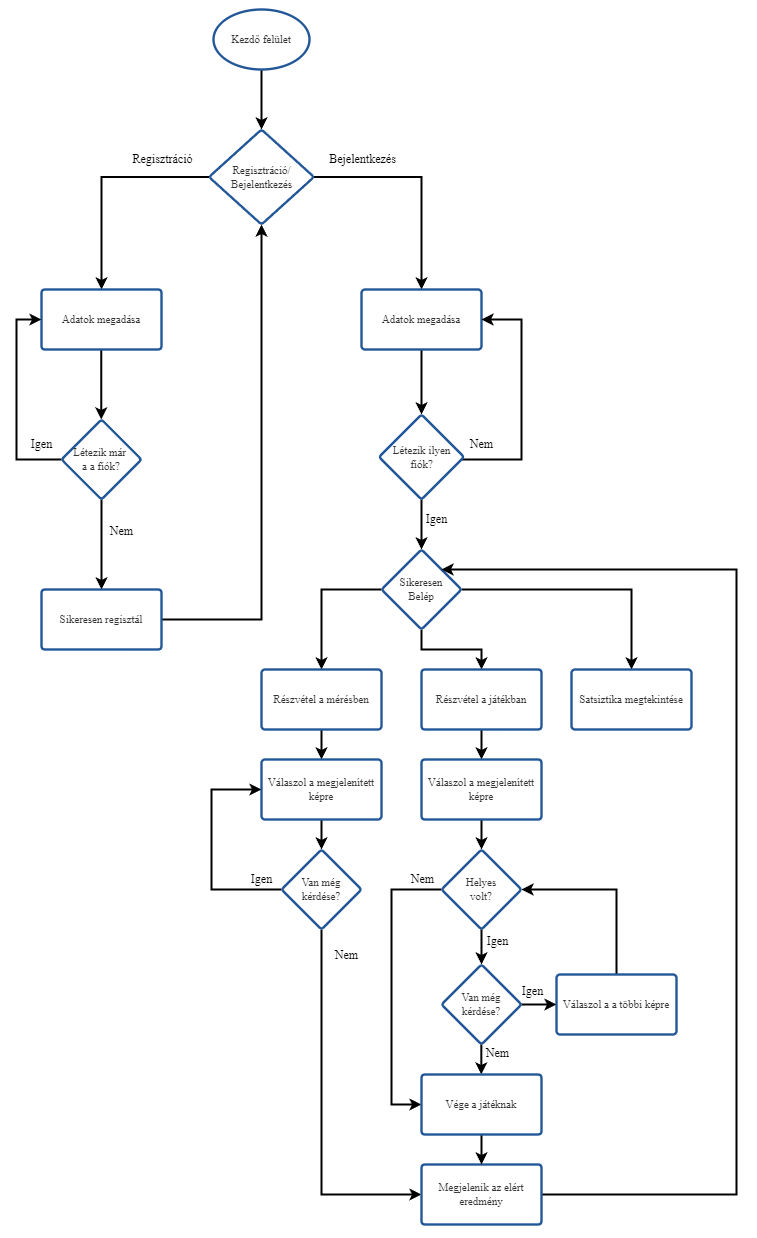 Kezdő felület
Regisztráció
Bejelentkezés
Regisztráció/
Bejelentkezés
Adatok megadása
Adatok megadása
Igen
Létezik már
a a fiók?
Nem
Létezik ilyen
fiók?
Nem
Igen
Sikeresen regisztál
Sikeresen
Belép
Részvétel a mérésben
Részvétel a játékban
Satsiztika megtekintése
Válaszol a megjelenített
képre
Válaszol a megjelenített
képre
Igen
Van még
kérdése?
Nem
Nem
Helyes
volt?
Igen
Van még
kérdése?
Igen
Válaszol a a többi képre
Nem
Vége a játéknak
Megjelenik az elért
eredmény